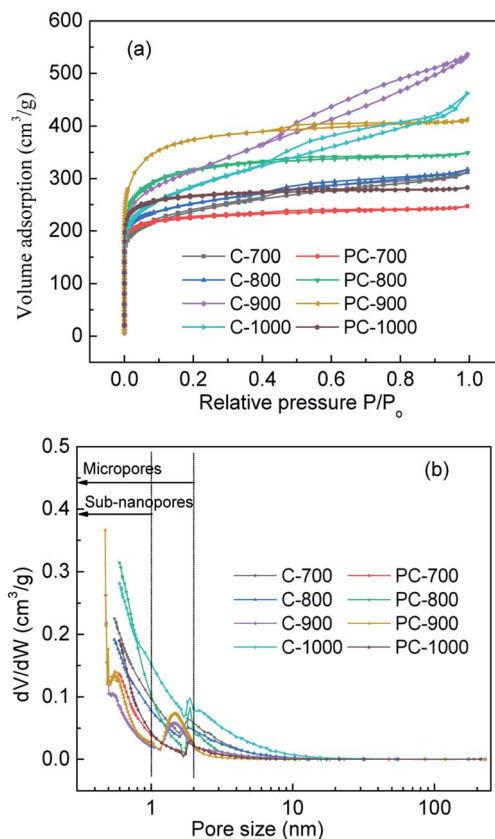 (a)
600
500
400
300
200
100
0
Volume adsorption (cm³/g)
C-700 PC-700
C-800 PC-800
C-900 PC-900
C-1000 PC-1000
0.0 0.2 0.4 0.6 0.8 1.0
Relative pressure P/Pₒ
(b)
0.5
0.4
0.3
0.2
0.1
0.0
dV/dW (cm³/g)
Micropores
Sub-nanopores
C-700 PC-700
C-800 PC-800
C-900 PC-900
C-1000 PC-1000
1 10 100
Pore size (nm)